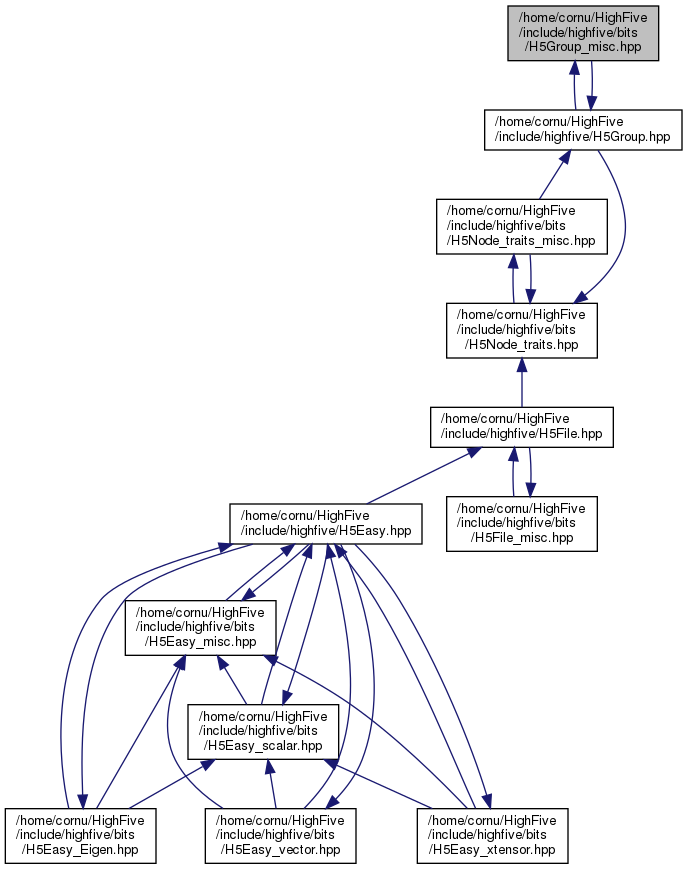 /home/cornu/HighFive
/include/highfive/bits
/H5Group_misc.hpp
/home/cornu/HighFive
/include/highfive/H5Group.hpp
/home/cornu/HighFive
/include/highfive/bits
/H5Node_traits_misc.hpp
/home/cornu/HighFive
/include/highfive/bits
/H5Node_traits.hpp
/home/cornu/HighFive
/include/highfive/H5File.hpp
/home/cornu/HighFive
/include/highfive/H5Easy.hpp
/home/cornu/HighFive
/include/highfive/bits
/H5File_misc.hpp
/home/cornu/HighFive
/include/highfive/bits
/H5Easy_misc.hpp
/home/cornu/HighFive
/include/highfive/bits
/H5Easy_scalar.hpp
/home/cornu/HighFive
/include/highfive/bits
/H5Easy_Eigen.hpp
/home/cornu/HighFive
/include/highfive/bits
/H5Easy_vector.hpp
/home/cornu/HighFive
/include/highfive/bits
/H5Easy_xtensor.hpp